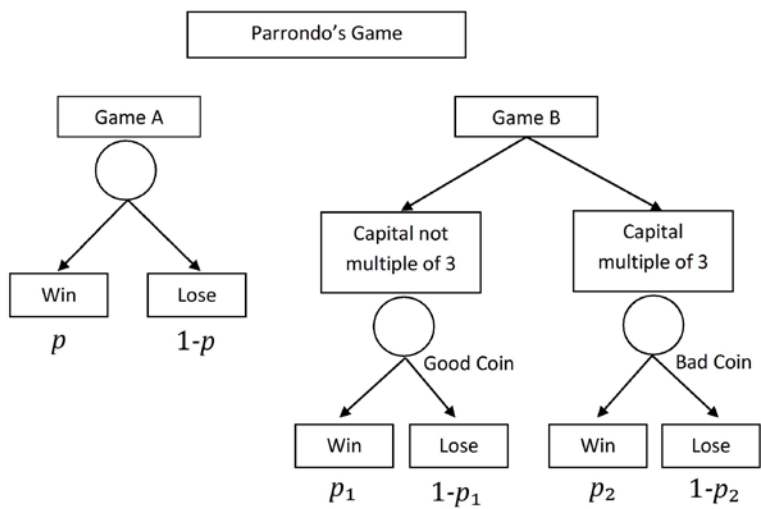 Parrondo's Game
Game A
Game B
Capital not
multiple of 3
Capital
multiple of 3
Win
Lose
p
1-p
Good Coin
Bad Coin
Win
Lose
Win
Lose
p₁
1-p₁
p₂
1-p₂